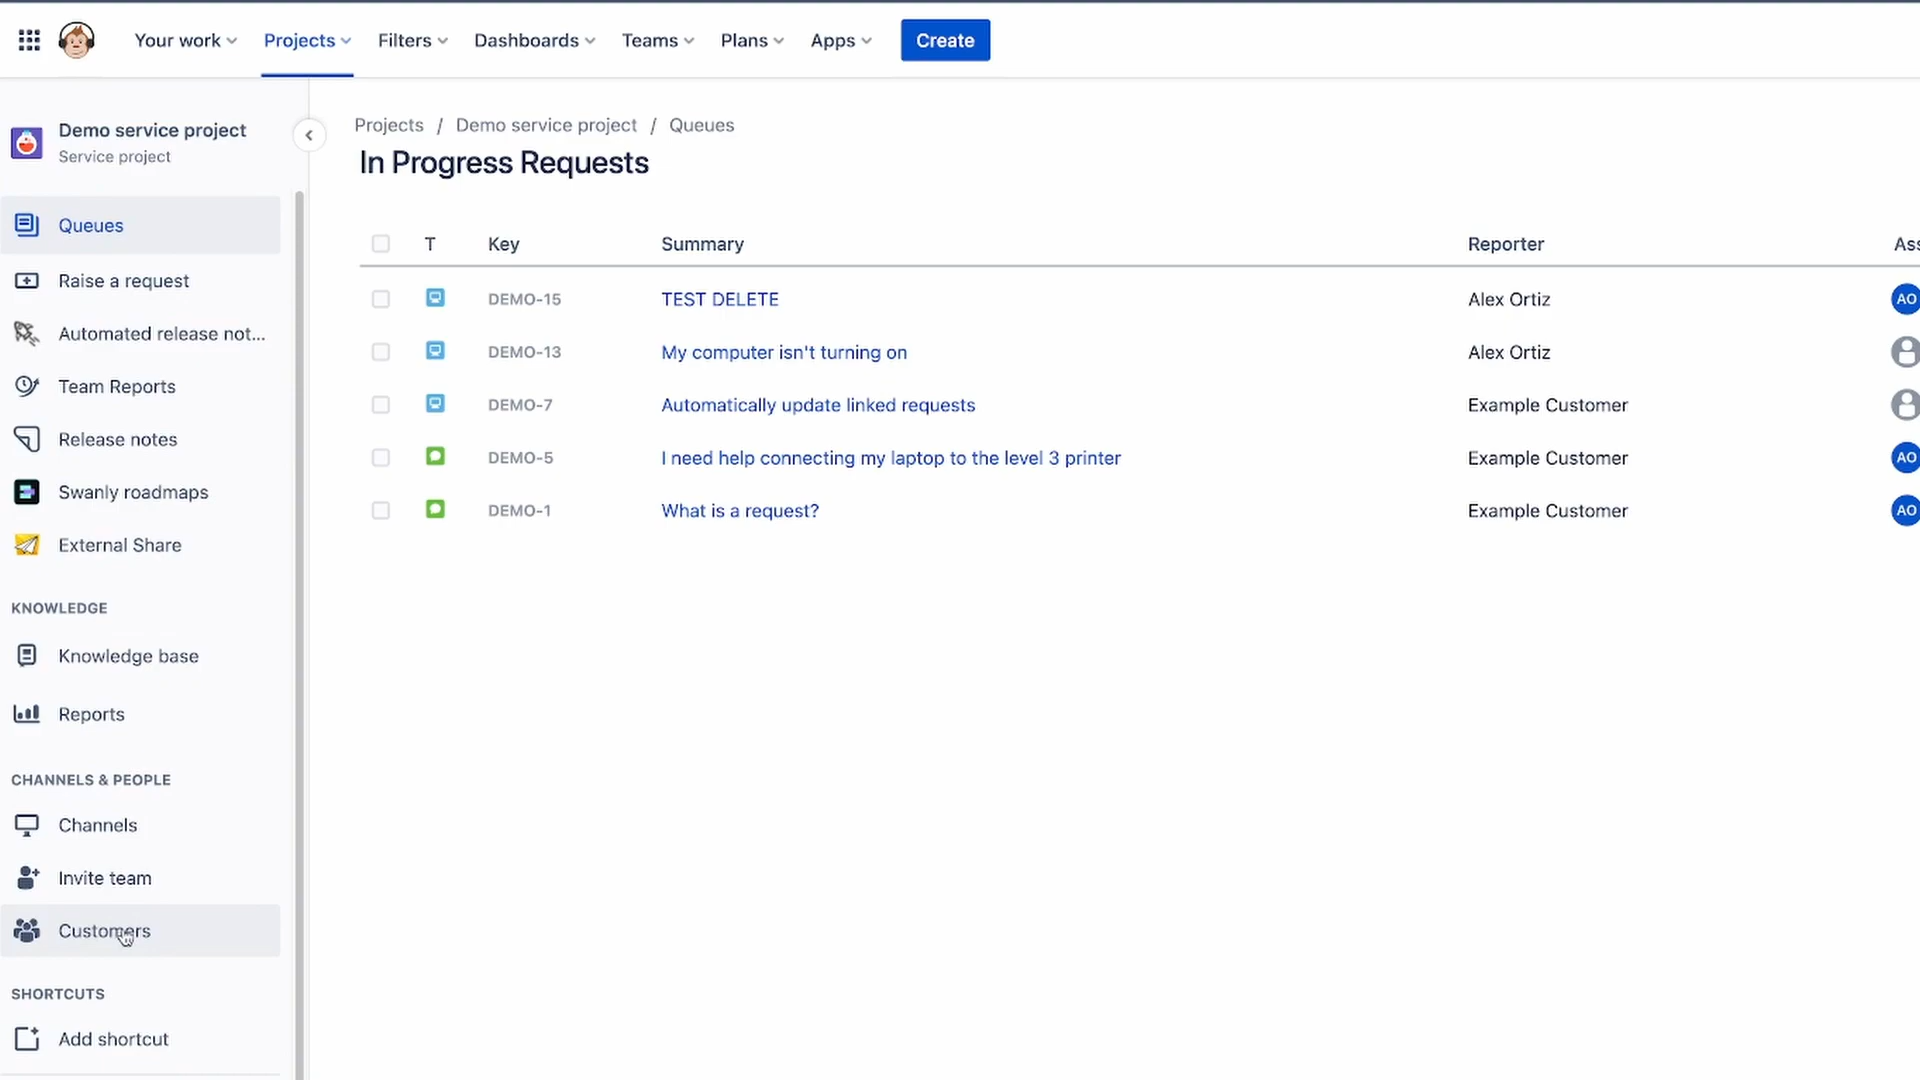 Your work Projects Filters Dashboards Teams Plans Apps Create
Demo service project
Service project
Queues
Raise a request
Automated release not...
Team Reports
Release notes
Swanly roadmaps
External Share
KNOWLEDGE
Knowledge base
Reports
CHANNELS & PEOPLE
Channels
Invite team
Customers
SHORTCUTS
Add shortcut
Projects / Demo service project / Queues
In Progress Requests
T Key Summary Reporter Ass
DEMO-15 TEST DELETE Alex Ortiz AO
DEMO-13 My computer isn't turning on Alex Ortiz
DEMO-7 Automatically update linked requests Example Customer
DEMO-5 I need help connecting my laptop to the level 3 printer Example Customer AO
DEMO-1 What is a request? Example Customer AO